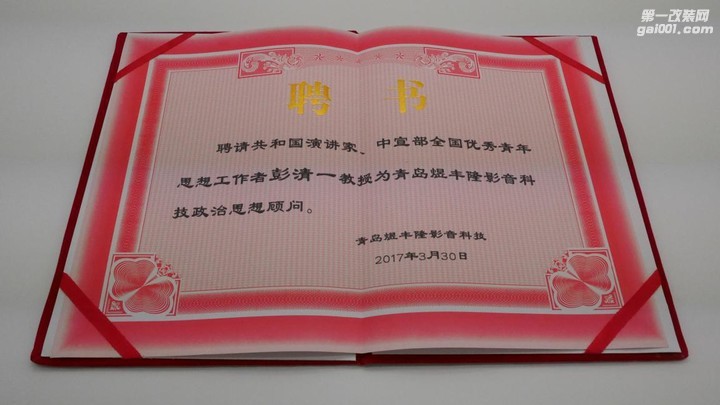 第一改装网
gai001.com
聘 书
聘请共和国演讲家、中宣部全国优秀青年
思想工作者彭清一教授为青岛煜丰隆影音科
技政治思想顾问。
青岛煜丰隆影音科技
2017年3月30日